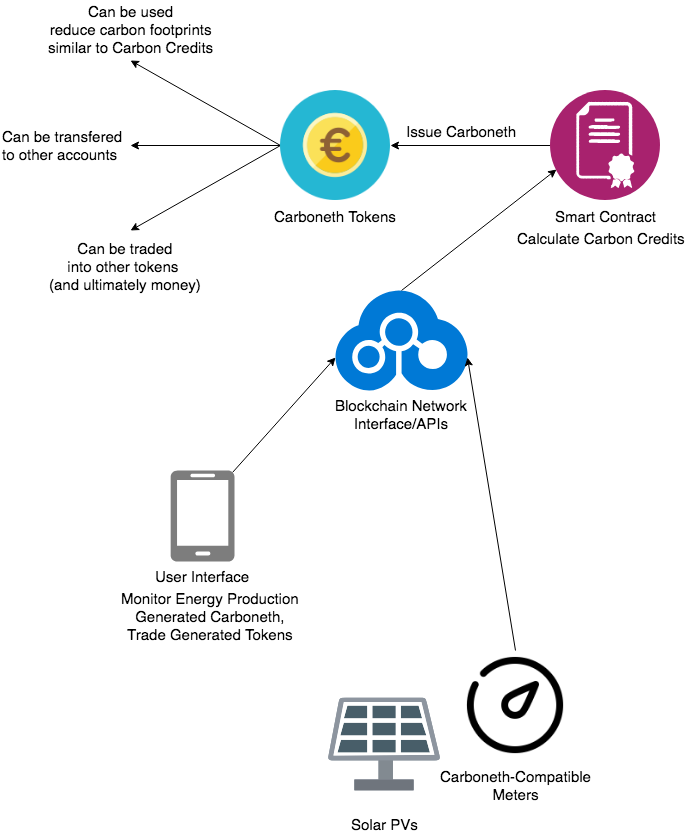 Can be used
reduce carbon footprints
similar to Carbon Credits
Can be transfered
to other accounts
Can be traded
into other tokens
(and ultimately money)
€
Carboneth Tokens
Issue Carboneth
Smart Contract
Calculate Carbon Credits
Blockchain Network
Interface/APIs
User Interface
Monitor Energy Production
Generated Carboneth,
Trade Generated Tokens
Carboneth-Compatible
Meters
Solar PVs